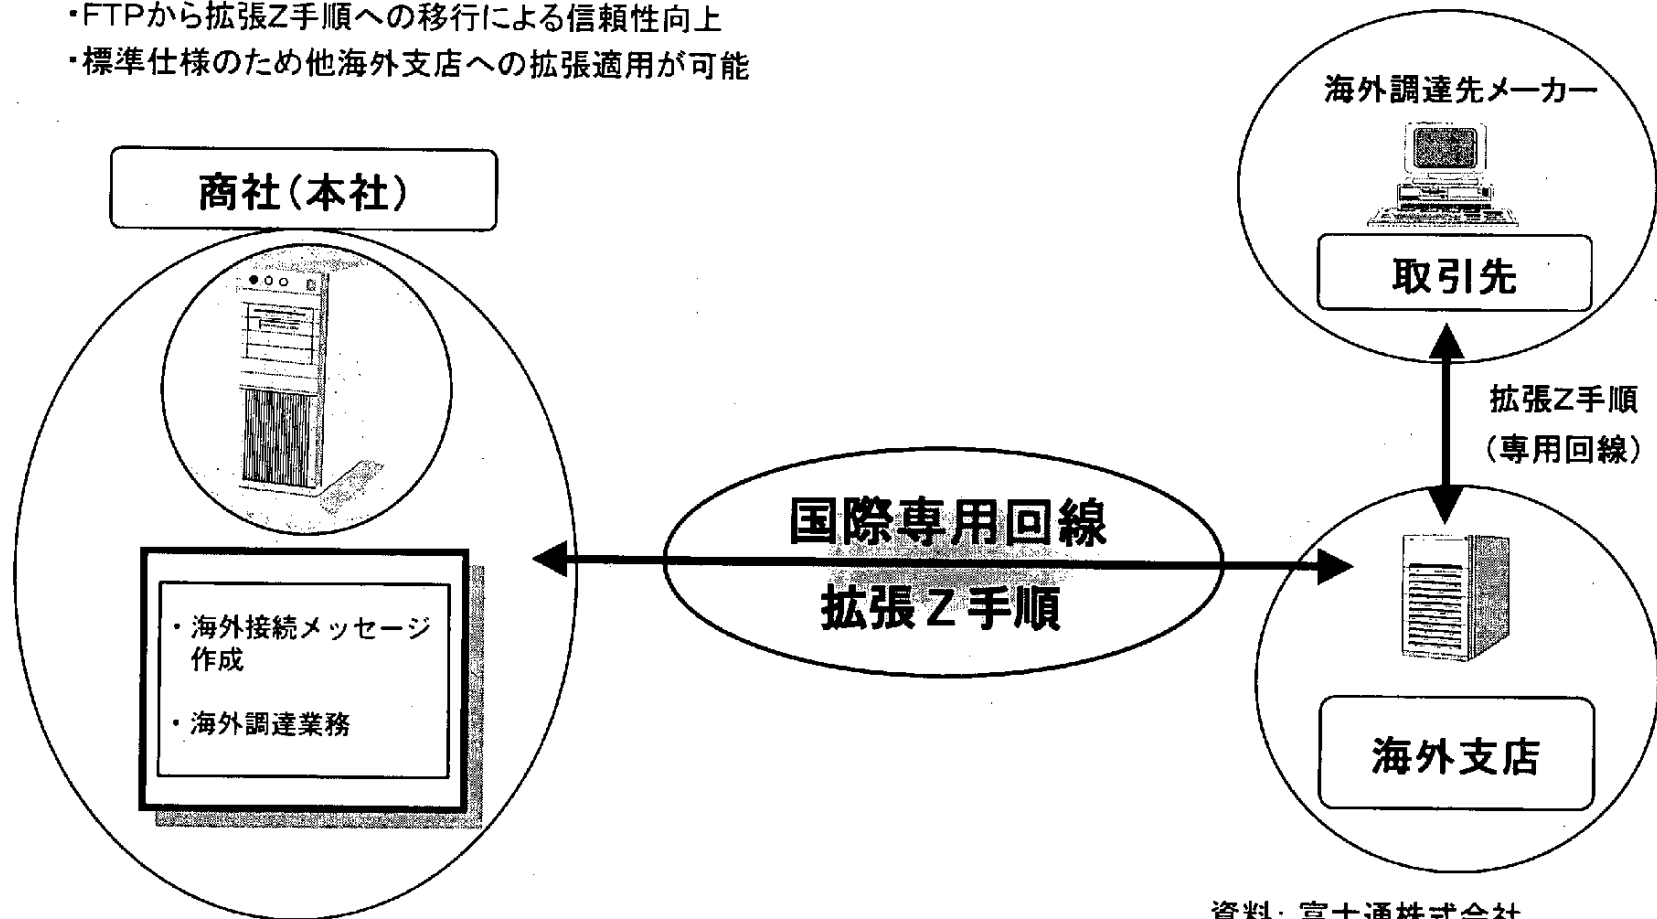 ・FTPから拡張Z手順への移行による信頼性向上
・標準仕様のため他海外支店への拡張適用が可能
商社(本社)
・海外接続メッセージ
作成
・海外調達業務
国際専用回線
拡張Z手順
海外調達先メーカー
取引先
拡張Z手順
(専用回線)
海外支店
資料：富士通株式会社